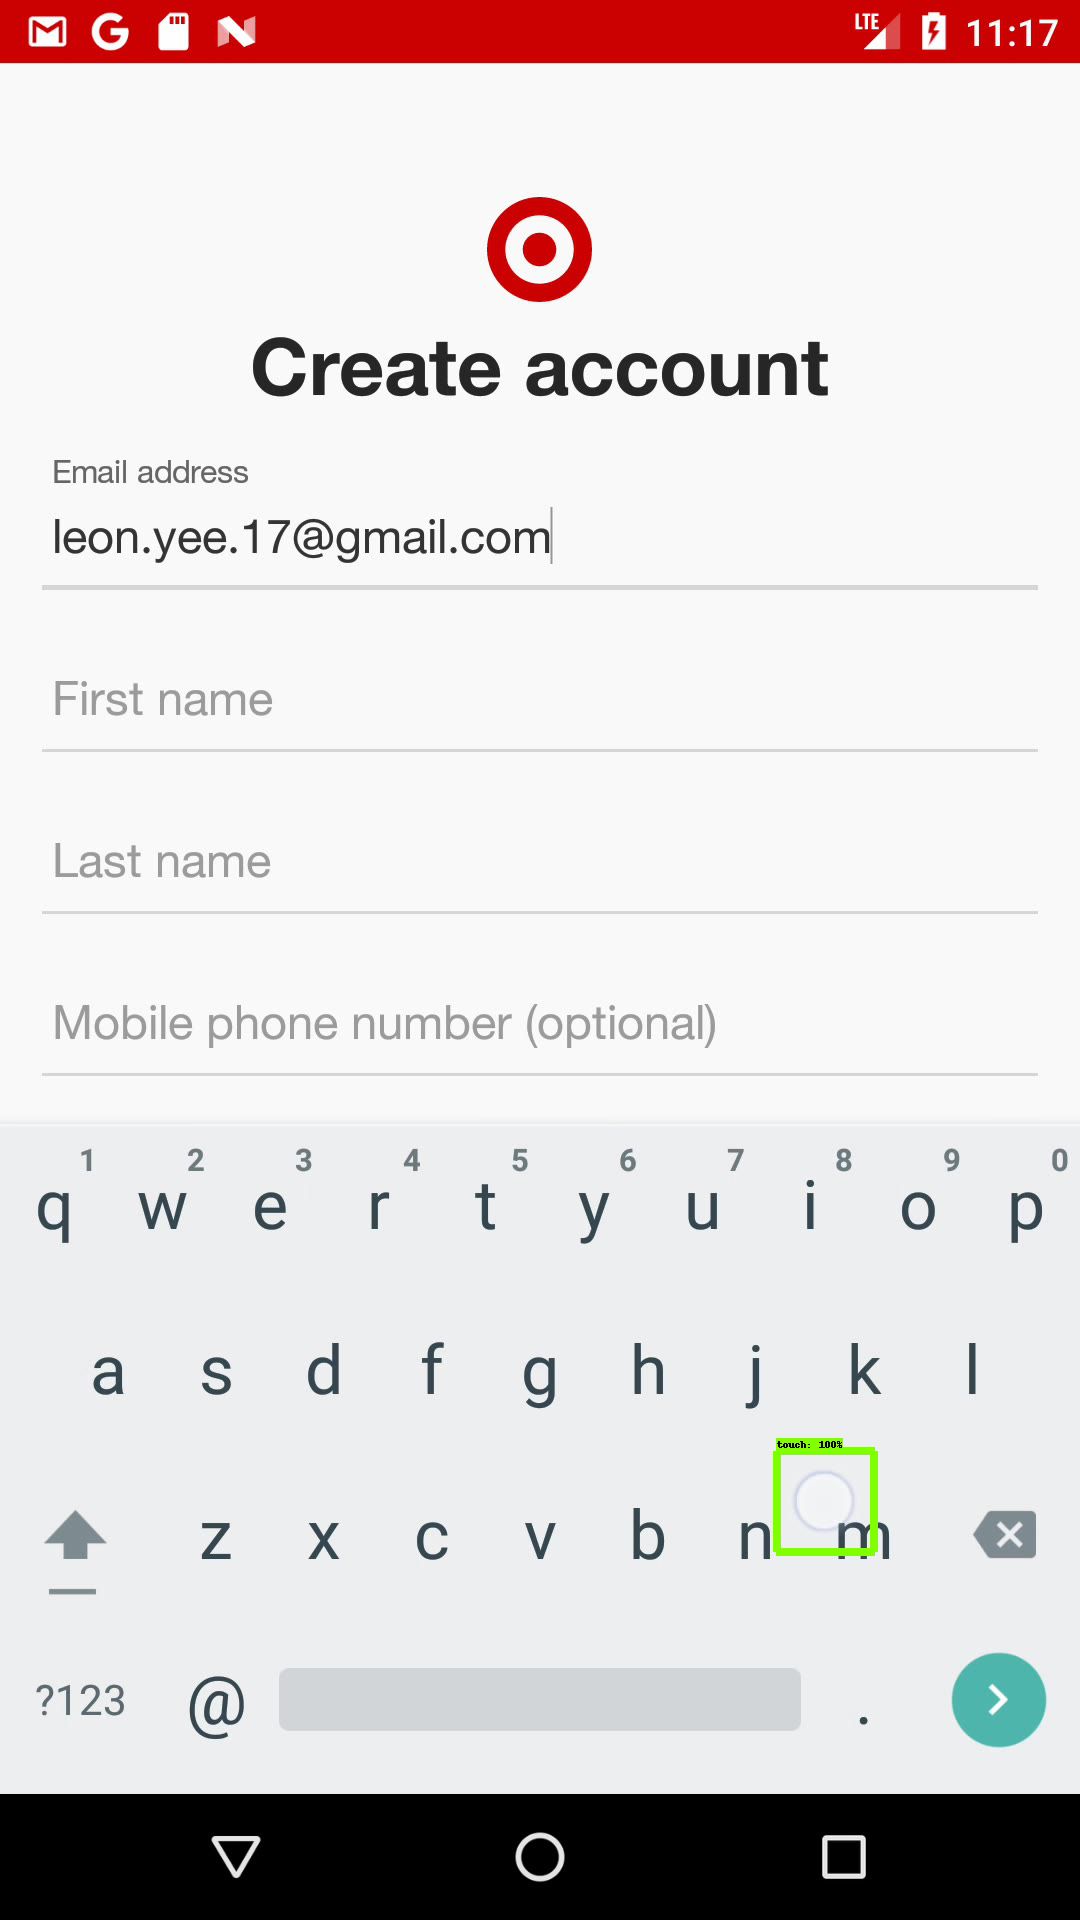 LTE 11:17
Create account
Email address
leon.yee.17@gmail.com
First name
Last name
Mobile phone number (optional)
1 2 3 4 5 6 7 8 9 0
q w e r t y u i o p
a s d f g h j k l
touch: 100%
z x c v b n m
?123 @ .